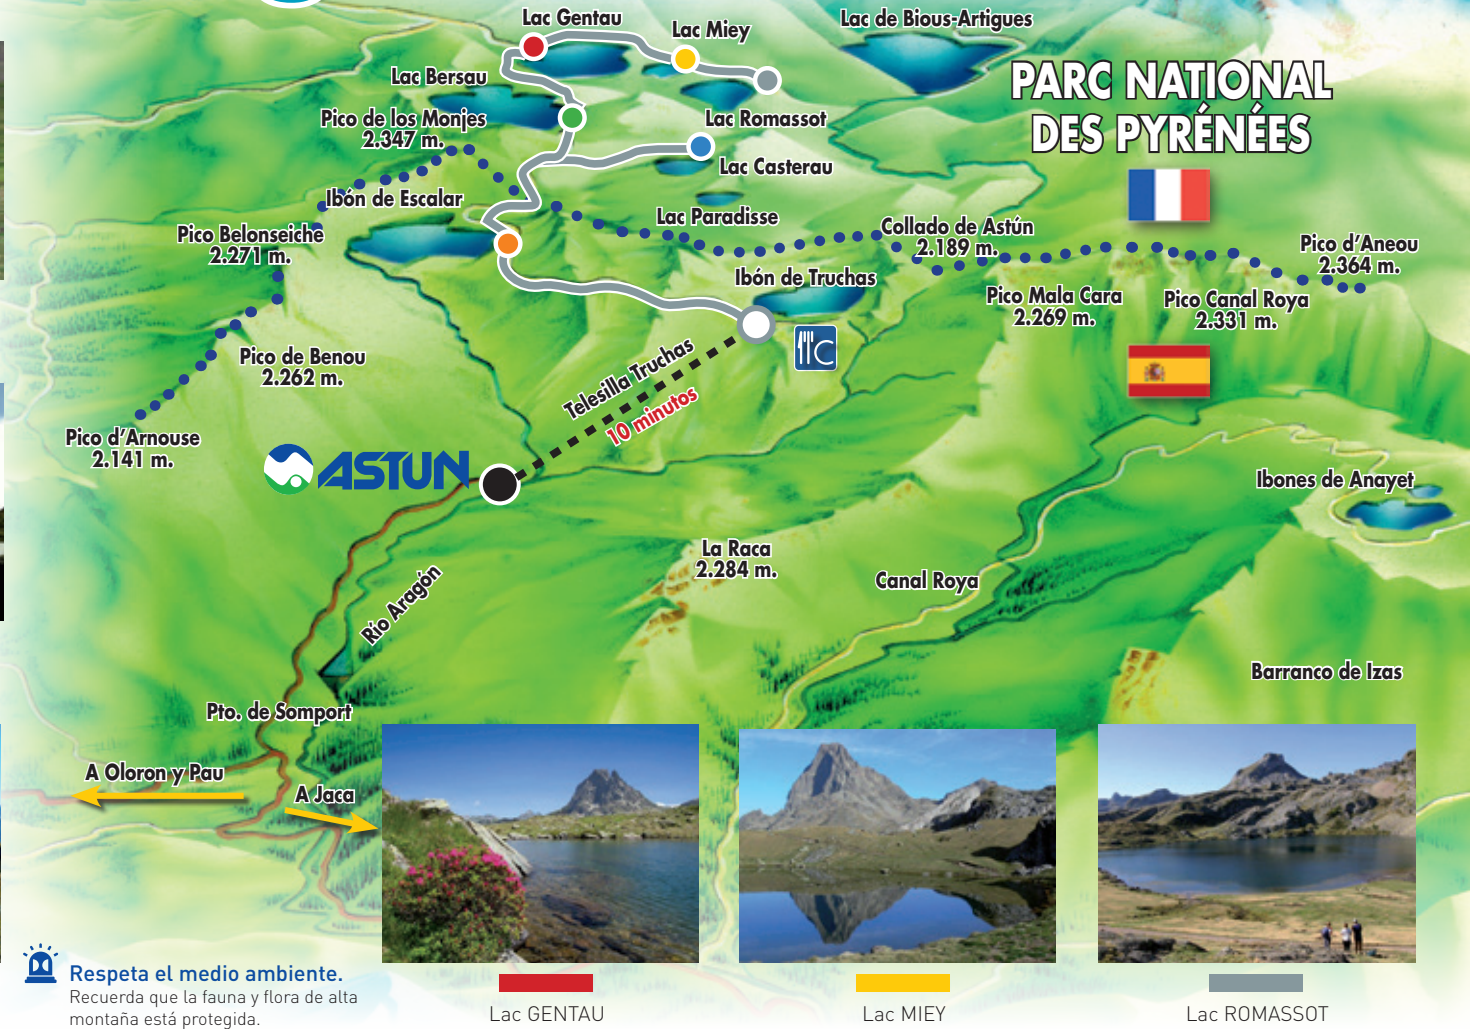 Lac Gentau
Lac Miey
Lac de Bious-Artigues
Lac Bersau
PARC NATIONAL
DES PYRÉNÉES
Pico de los Monjes
2.347 m.
Lac Romassot
Lac Casterau
Ibón de Escalar
Lac Paradisse
Collado de Astún
2.189 m.
Pico Belonseiche
2.271 m.
Pico d'Aneou
2.364 m.
Ibón de Truchas
Pico Mala Cara
2.269 m.
Pico Canal Roya
2.331 m.
Pico de Benou
2.262 m.
Telesilla Truchas
10 minutos
Pico d'Arnouse
2.141 m.
ASTUN
Ibones de Anayet
La Raca
2.284 m.
Canal Roya
Río Aragón
Barranco de Izas
Pto. de Somport
A Oloron y Pau
A Jaca
Respeta el medio ambiente.
Recuerda que la fauna y flora de alta
montaña está protegida.
Lac GENTAU
Lac MIEY
Lac ROMASSOT